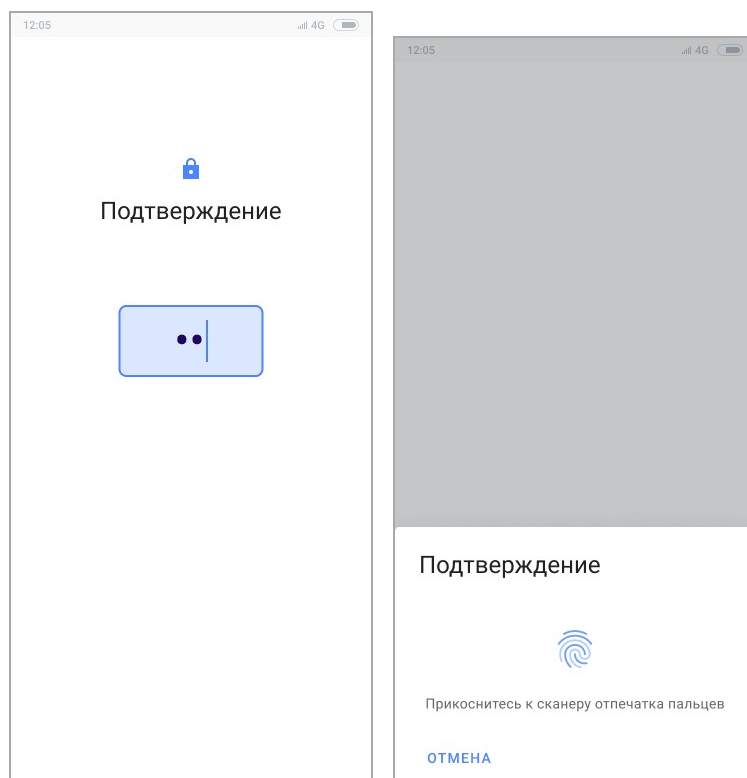 12:05
4G
Подтверждение
12:05
4G
Подтверждение
Прикоснитесь к сканеру отпечатка пальцев
ОТМЕНА